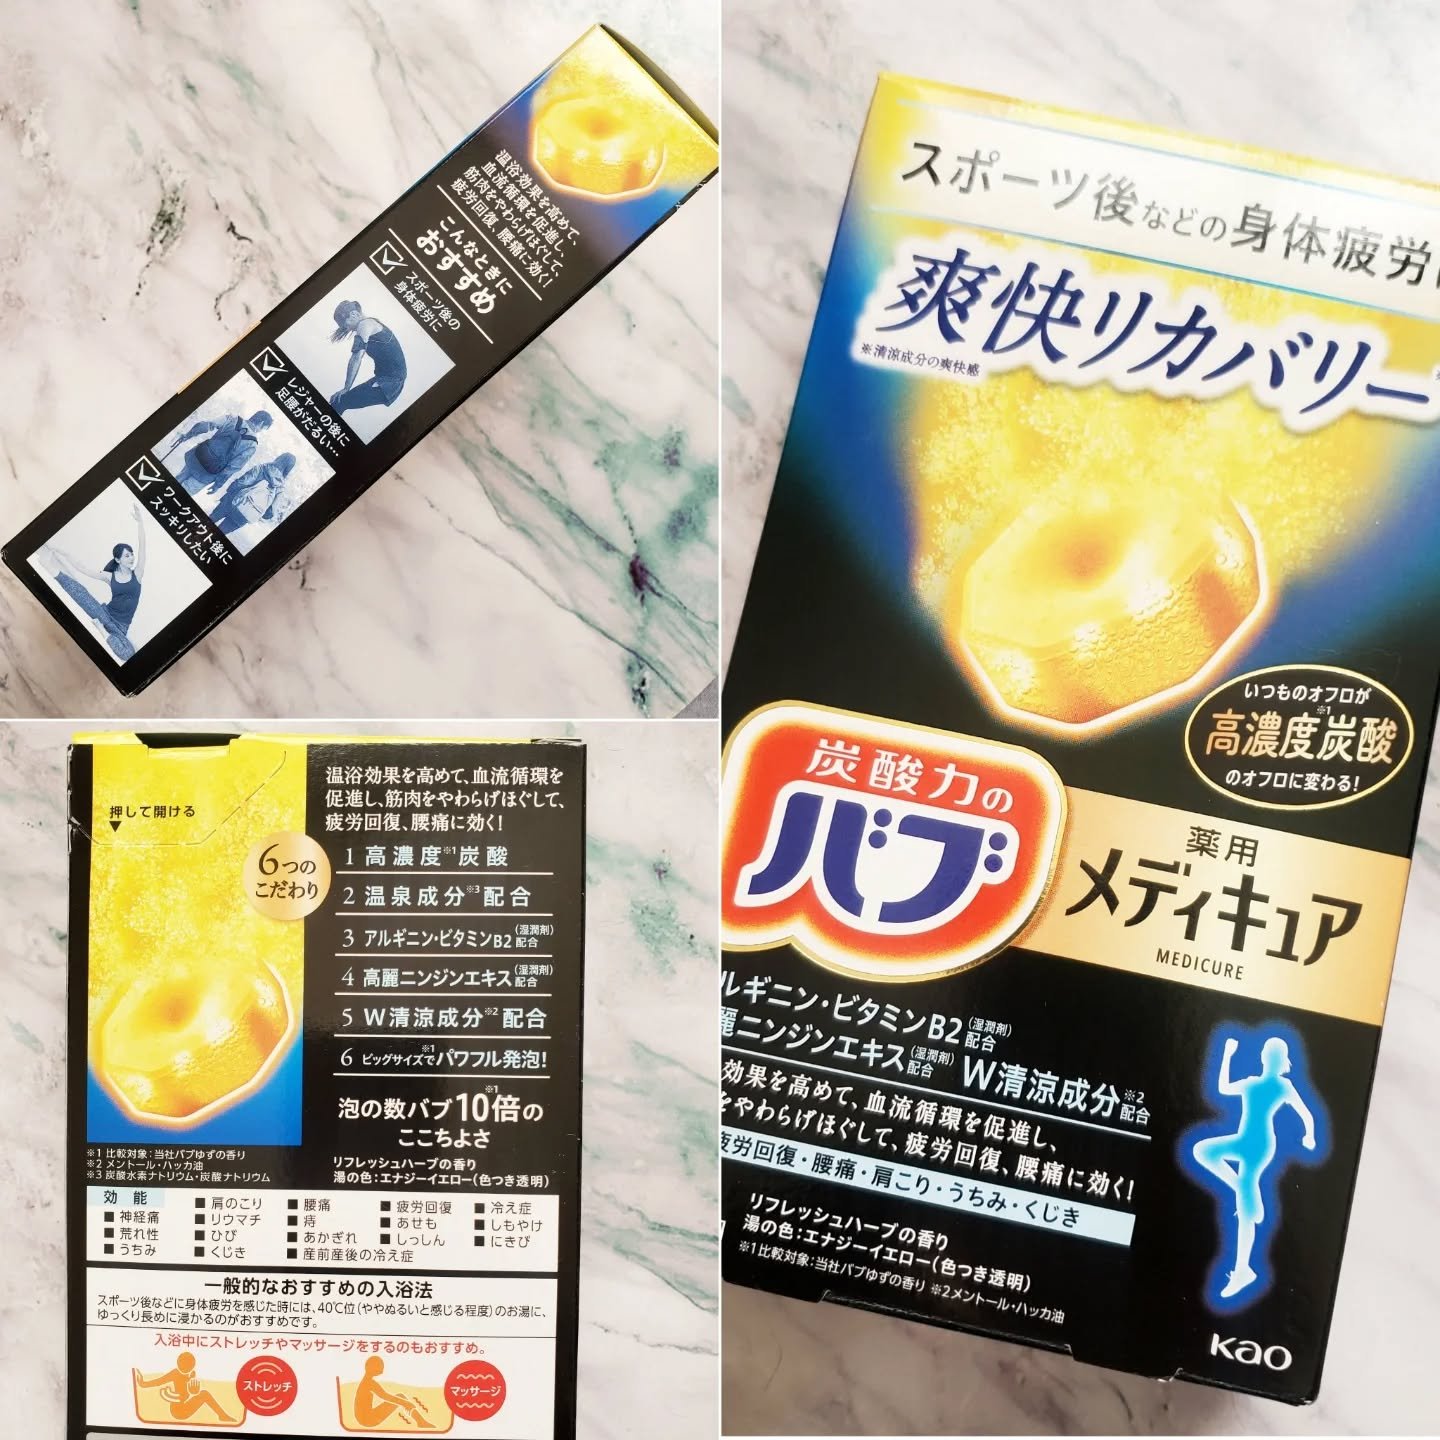 温浴効果を高めて、
血流循環を促進し、
筋肉をやわらげほぐして、
疲労回復、腰痛に効く!
こんなときに
おすすめ
スポーツ後の
身体疲労に
レジャーの後に
足腰がだるい…
ワークアウト後に
スッキリしたい
押して開ける
温浴効果を高めて、血流循環を
促進し、筋肉をやわらげほぐして、
疲労回復、腰痛に効く!
6つの
こだわり
1 高濃度※1炭酸
2 温泉成分※3配合
3 アルギニン・ビタミンB2(湿潤剤)配合
4 高麗ニンジンエキス(湿潤剤)配合
5 W清涼成分※2配合
6 ビッグサイズで※1パワフル発泡!
泡の数バブ10倍※1の
ここちよさ
※1 比較対象:当社バブゆずの香り
※2 メントール・ハッカ油
※3 炭酸水素ナトリウム・炭酸ナトリウム
リフレッシュハーブの香り
湯の色:エナジーイエロー(色つき透明)
効能 ■肩のこり ■腰痛 ■疲労回復 ■冷え症
■神経痛 ■リウマチ ■痔 ■あせも ■しもやけ
■荒れ性 ■ひび ■あかぎれ ■しっしん ■にきび
■うちみ ■くじき ■産前産後の冷え症
一般的なおすすめの入浴法
スポーツ後などに身体疲労を感じた時には、40℃位(ややぬるいと感じる程度)のお湯に、
ゆっくり長めに浸かるのがおすすめです。
入浴中にストレッチやマッサージをするのもおすすめ。
ストレッチ
マッサージ
スポーツ後などの身体疲労に
爽快リカバリー※
※清涼成分の爽快感
いつものオフロが
高濃度※1炭酸
のオフロに変わる!
炭酸力の
バブ
薬用
メディキュア
MEDICURE
ルギニン・ビタミンB2(湿潤剤)配合
麗ニンジンエキス(湿潤剤)配合 W清涼成分※2配合
効果を高めて、血流循環を促進し、
をやわらげほぐして、疲労回復、腰痛に効く!
疲労回復・腰痛・肩こり・うちみ・くじき
リフレッシュハーブの香り
湯の色:エナジーイエロー(色つき透明)
※1比較対象:当社バブゆずの香り ※2メントール・ハッカ油
Kao